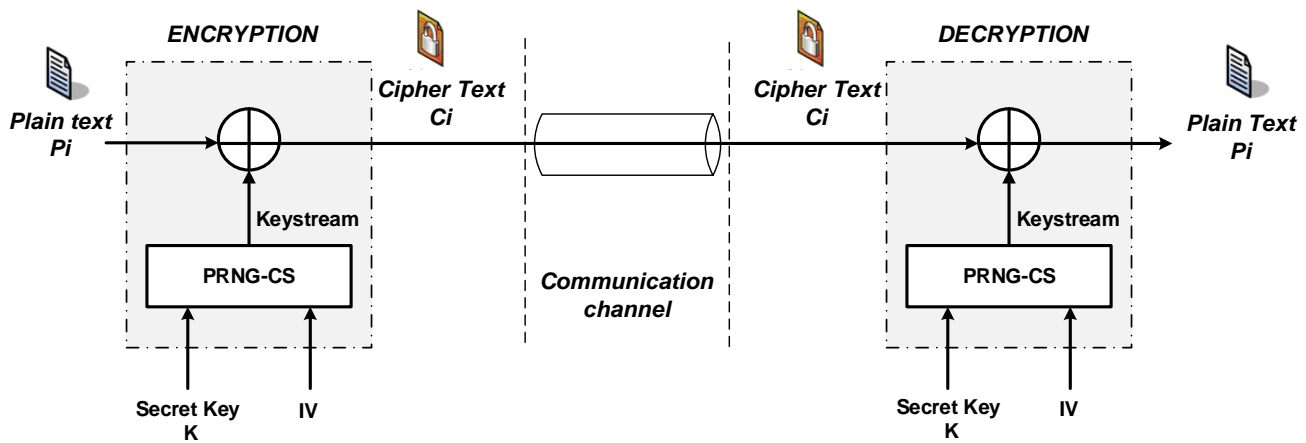 ENCRYPTION
DECRYPTION
Plain text
Pi
Cipher Text
Ci
Cipher Text
Ci
Plain Text
Pi
Keystream
Keystream
PRNG-CS
Communication
channel
PRNG-CS
Secret Key
K
IV
Secret Key
K
IV